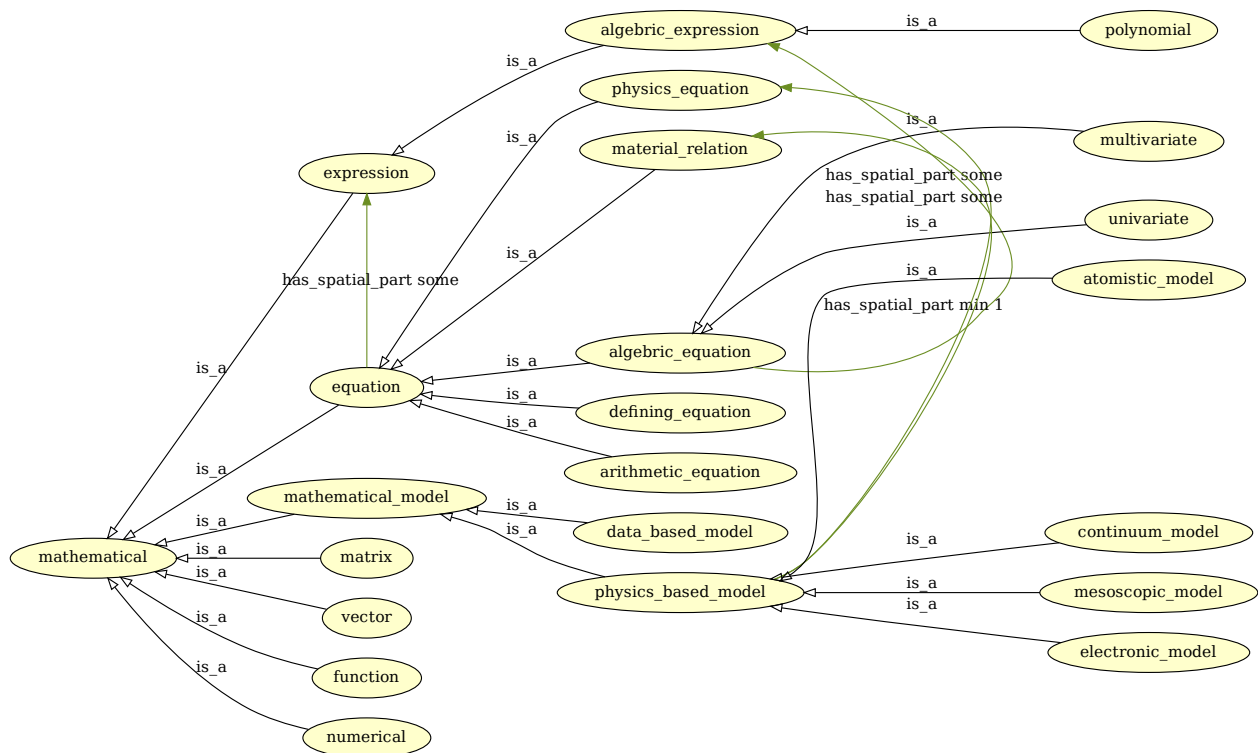 algebric_expression
is_a
polynomial
is_a
physics_equation
is_a
is_a
material_relation
multivariate
expression
has_spatial_part some
has_spatial_part some
univariate
is_a
is_a
has_spatial_part some
is_a
atomistic_model
has_spatial_part min 1
algebric_equation
is_a
is_a
equation
is_a
defining_equation
is_a
is_a
arithmetic_equation
mathematical_model
is_a
is_a
is_a
data_based_model
continuum_model
is_a
mathematical
is_a
matrix
physics_based_model
is_a
mesoscopic_model
is_a
is_a
vector
electronic_model
is_a
function
is_a
numerical